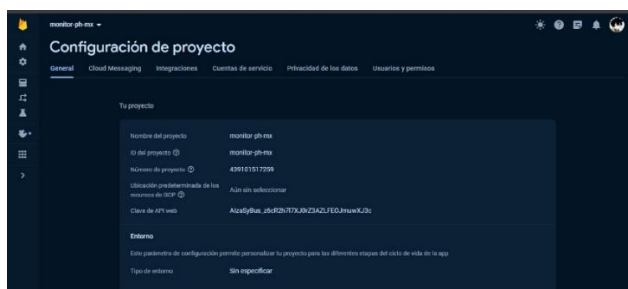 monitor-ph-mx
Configuración de proyecto
General Cloud Messaging Integraciones Cuentas de servicio Privacidad de los datos Usuarios y permisos
Tu proyecto
Nombre del proyecto monitor-ph-mx
ID del proyecto monitor-ph-mx
Número de proyecto 439101517259
Ubicación predeterminada de los
recursos de GCP Aún sin seleccionar
Clave de API web
Entorno
Este parámetro de configuración permite personalizar tu proyecto para las diferentes etapas del ciclo de vida de la app
Tipo de entorno Sin especificar